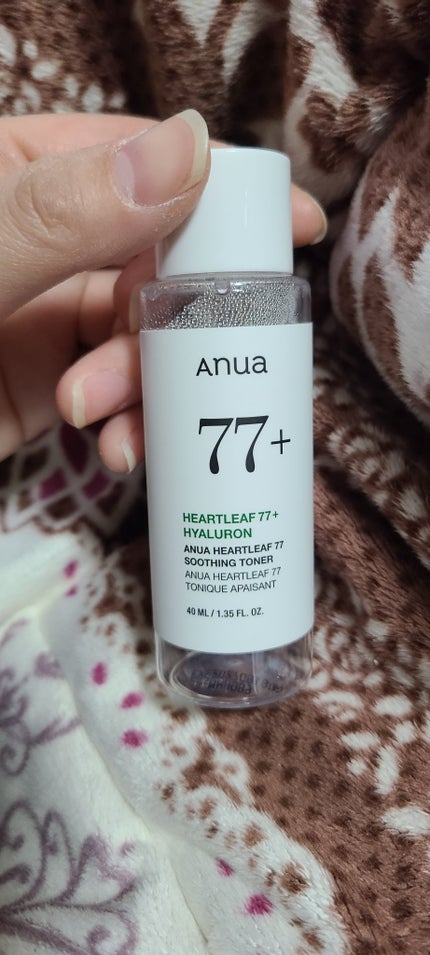 Anua
77+
HEARTLEAF 77+
HYALURON
ANUA HEARTLEAF 77
SOOTHING TONER
ANUA HEARTLEAF 77
TONIQUE APAISANT
40 ML / 1.35 FL. OZ.